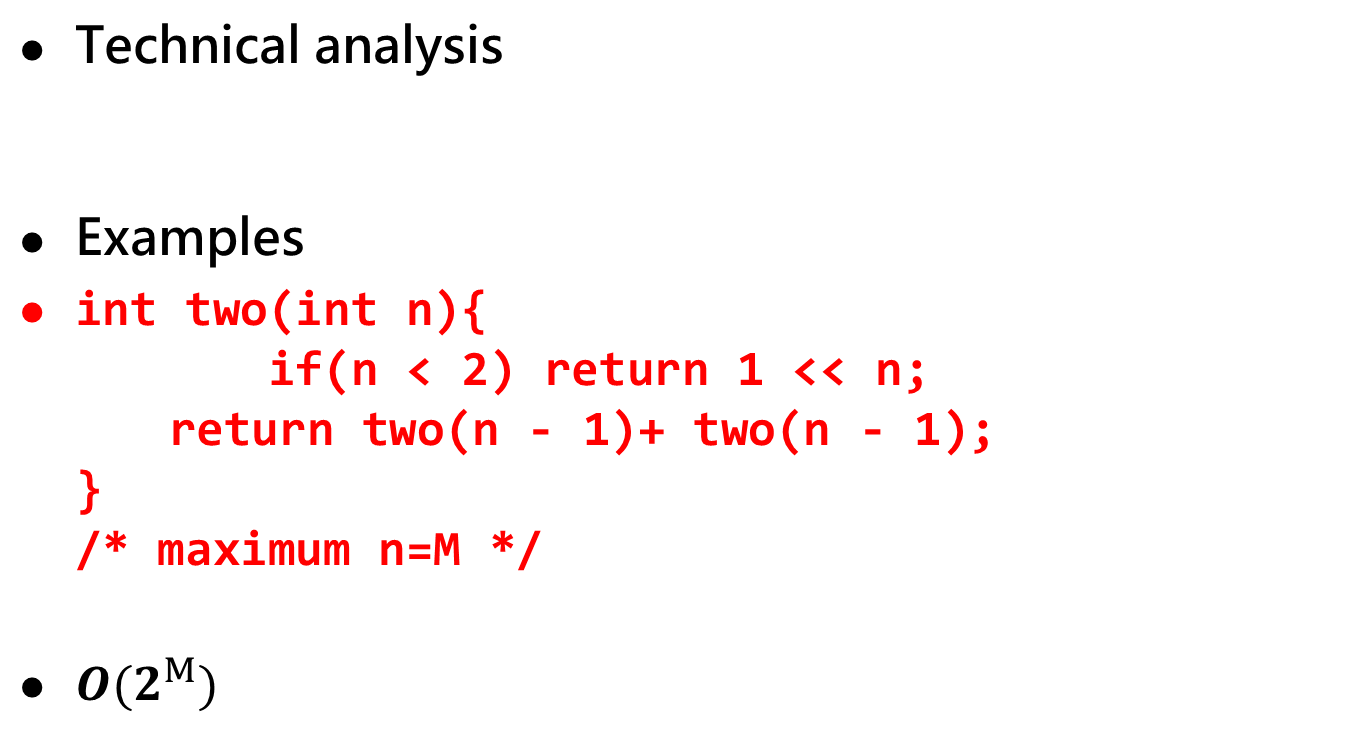 ● Technical analysis
● Examples
● int two(int n){
if(n < 2) return 1 << n;
return two(n - 1)+ two(n - 1);
}
/* maximum n=M */
● O(2^M)